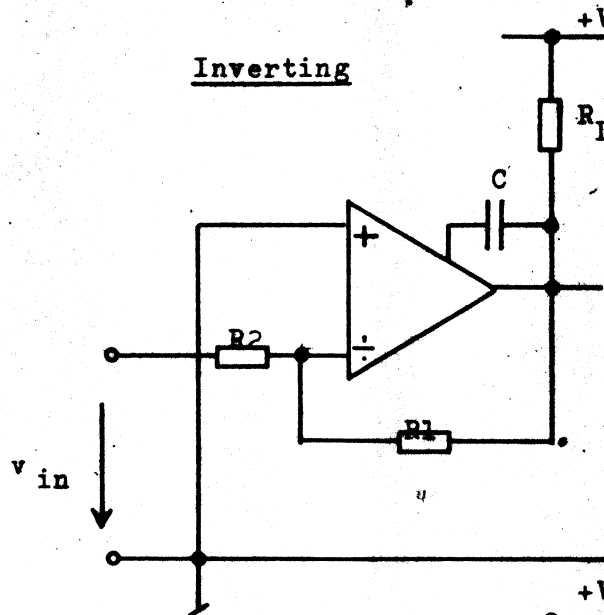 +V
Inverting
R
C
+
R2
÷
R1
v in
+V